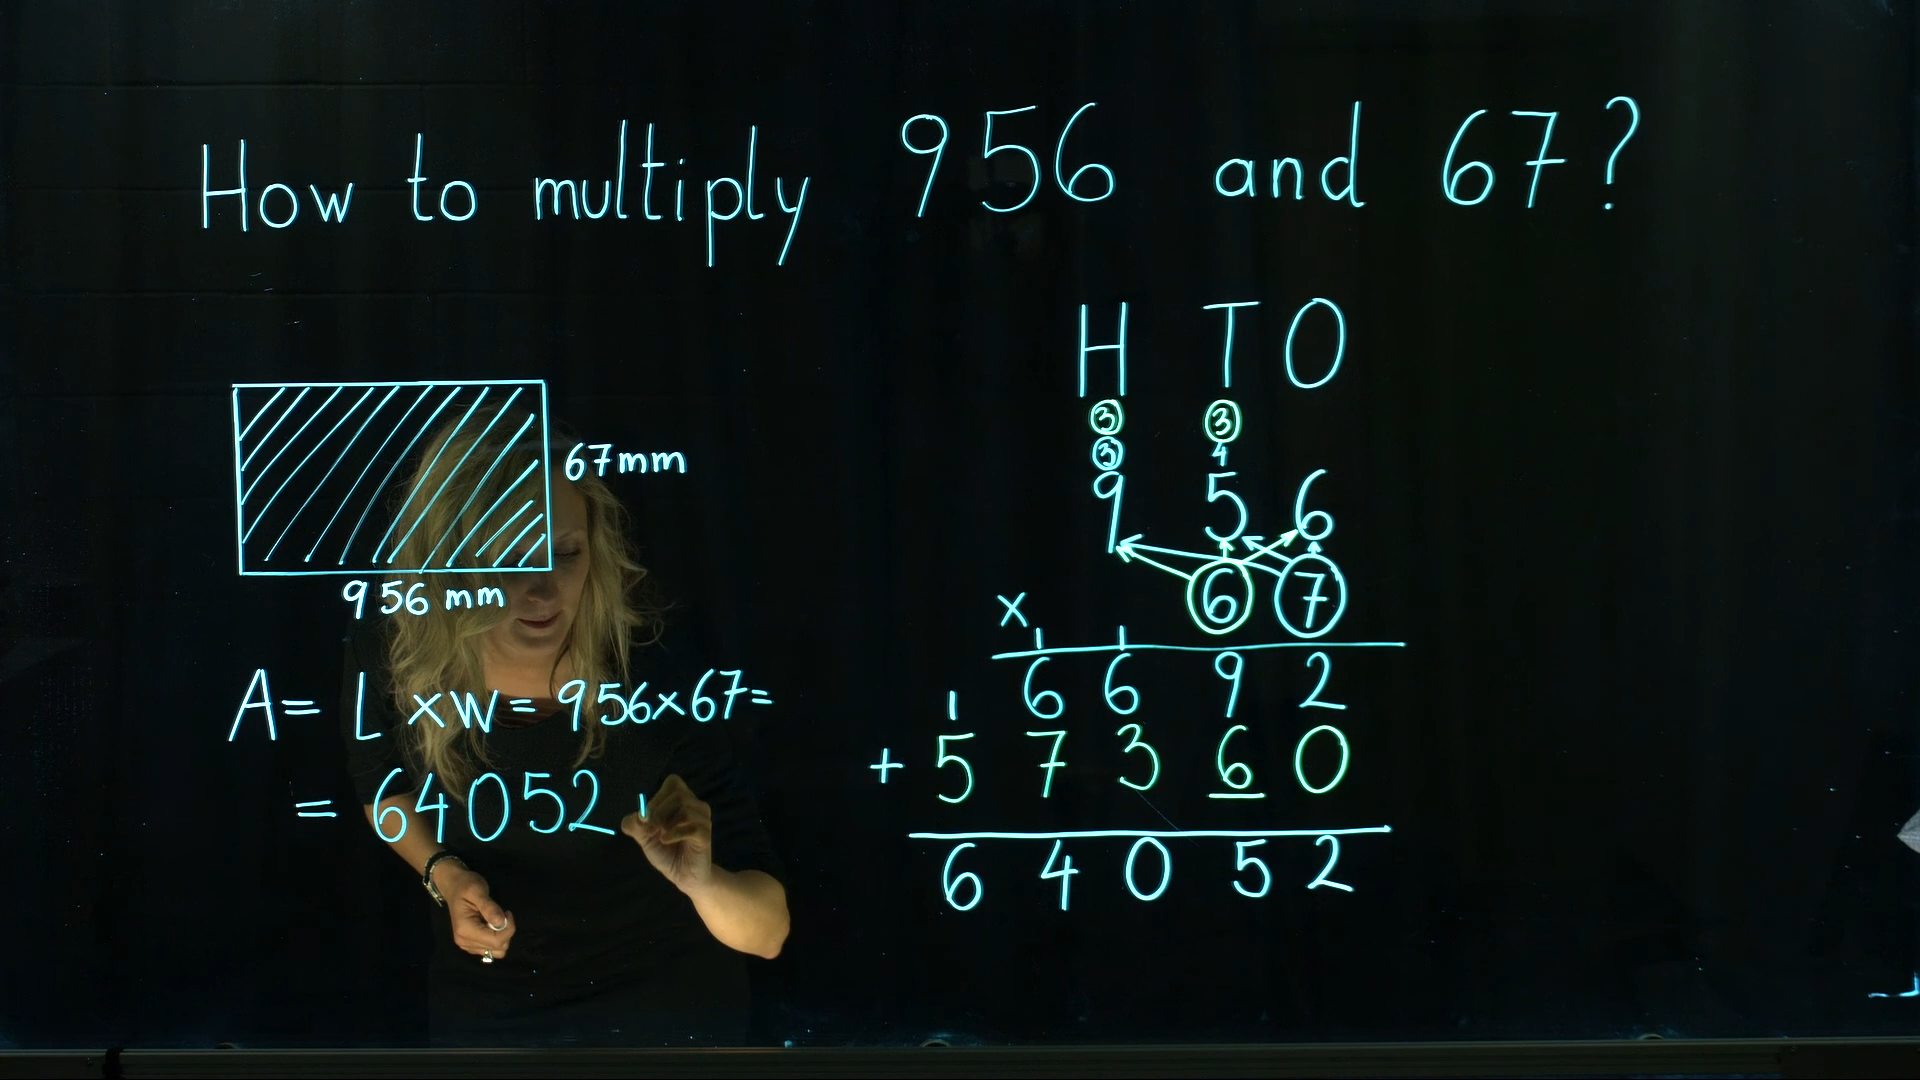 How to multiply 956 and 67?
67mm
956 mm
A= L ×W= 956×67=
= 64052
H T O
3 3
3 4
9 5 6
× 6 7
1 1
6 6 9 2
1
+ 5 7 3 6 0
6 4 0 5 2